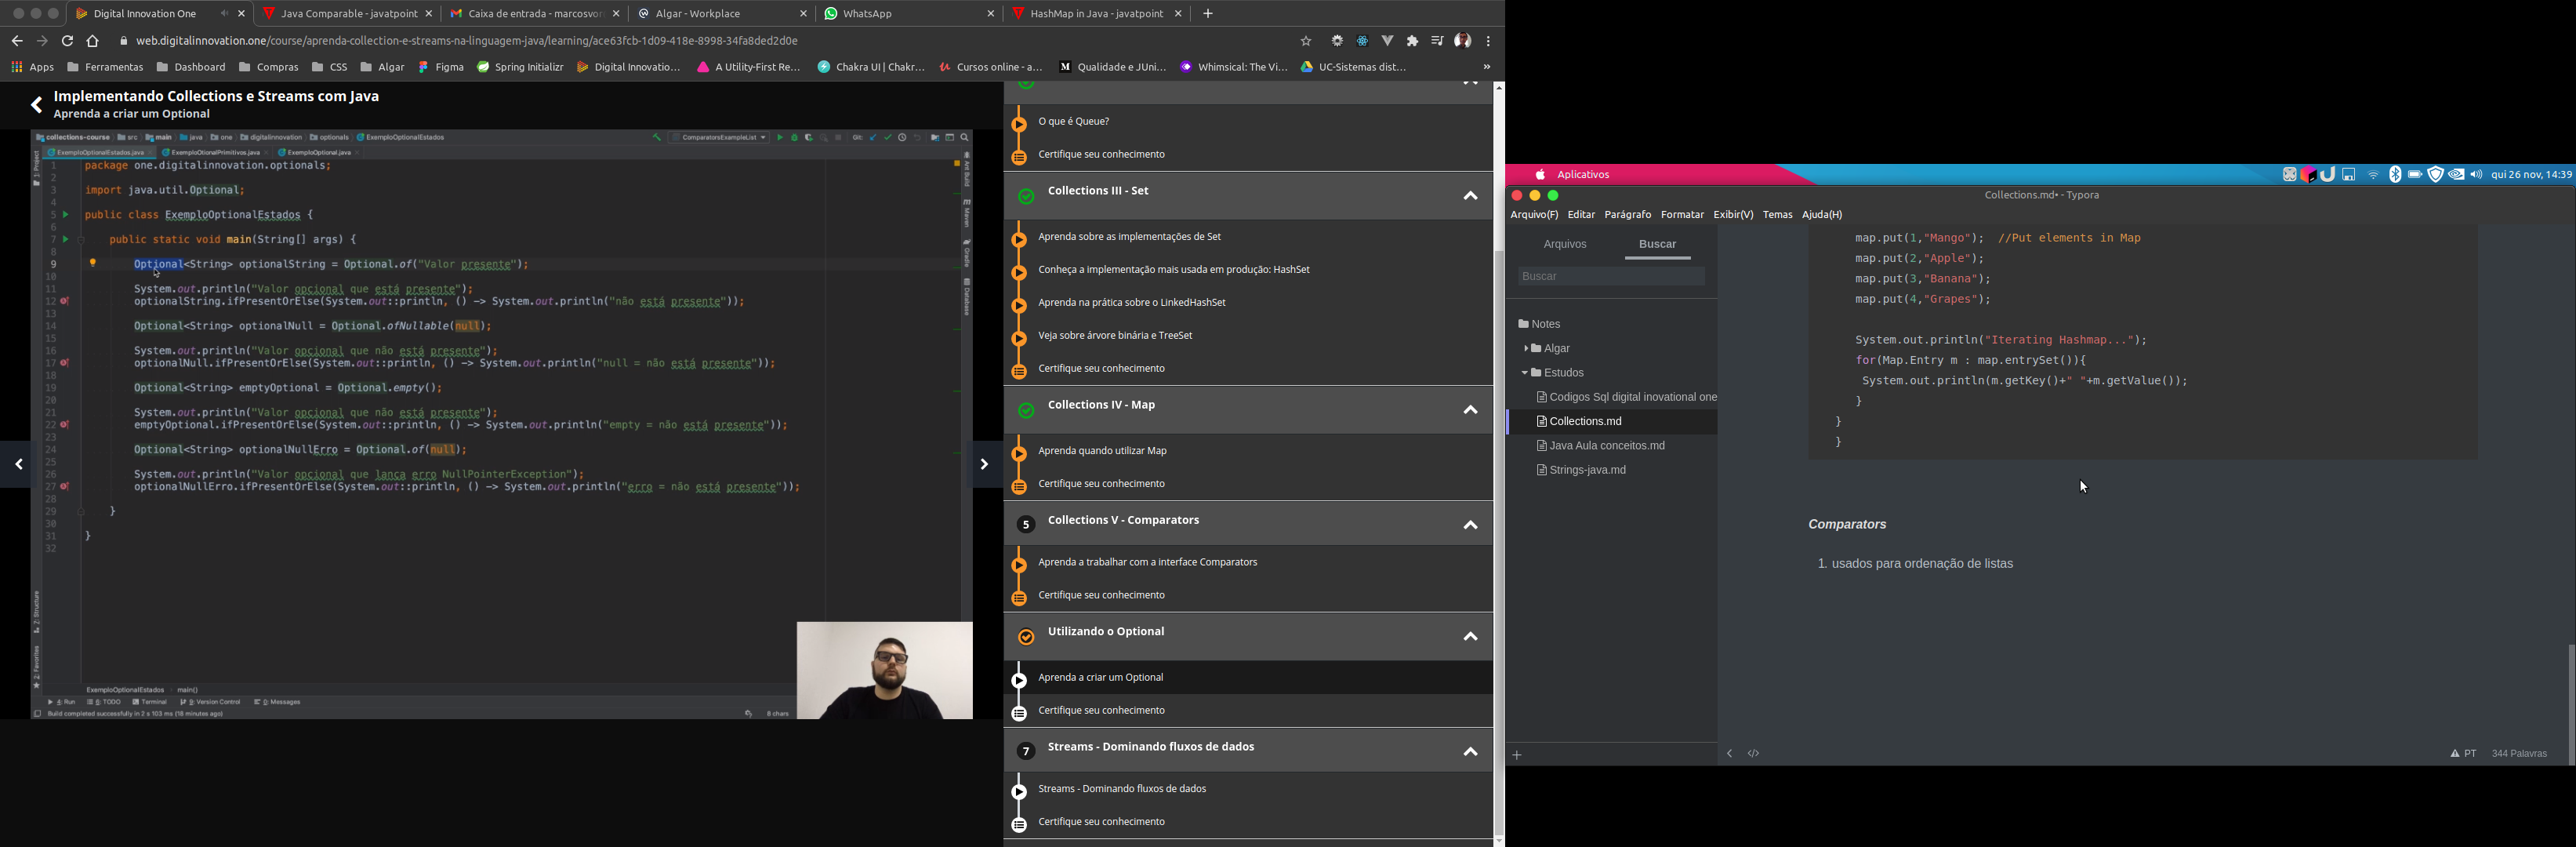 Digital Innovation One
Java Comparable - javatpoint
Caixa de entrada - marcosvor
Algar - Workplace
WhatsApp
HashMap in Java - javatpoint
web.digitalinnovation.one/course/aprenda-collection-e-streams-na-linguagem-java/learning/ace63fcb-1d09-418e-8998-34fa8ded2d0e
Apps
Ferramentas
Dashboard
Compras
CSS
Algar
Figma
Spring Initializr
Digital Innovatio...
A Utility-First Re...
Chakra UI | Chakr...
Cursos online - a...
Qualidade e JUni...
Whimsical: The Vi...
UC-Sistemas dist...
»
Implementando Collections e Streams com Java
Aprenda a criar um Optional
collections-course
src
main
java
one
digitalinnovation
optionals
ExemploOptionalEstados
ComparatorsExampleList
Git:
ExemploOptionalEstados.java
ExemploOtionalPrimitivos.java
ExemploOptional.java
1 package one.digitalinnovation.optionals;
2
3 import java.util.Optional;
4
5 public class ExemploOptionalEstados {
6
7 public static void main(String[] args) {
8
9 Optional<String> optionalString = Optional.of("Valor presente");
10
11 System.out.println("Valor opcional que está presente");
12 optionalString.ifPresentOrElse(System.out::println, () -> System.out.println("não está presente"));
13
14 Optional<String> optionalNull = Optional.ofNullable(null);
15
16 System.out.println("Valor opcional que não está presente");
17 optionalNull.ifPresentOrElse(System.out::println, () -> System.out.println("null = não está presente"));
18
19 Optional<String> emptyOptional = Optional.empty();
20
21 System.out.println("Valor opcional que não está presente");
22 emptyOptional.ifPresentOrElse(System.out::println, () -> System.out.println("empty = não está presente"));
23
24 Optional<String> optionalNullErro = Optional.of(null);
25
26 System.out.println("Valor opcional que lanca erro NullPointerException");
27 optionalNullErro.ifPresentOrElse(System.out::println, () -> System.out.println("erro = não está presente"));
28
29 }
30
31 }
32
1: Project
Z: Structure
2: Favorites
Ant Build
Maven
Gradle
Database
ExemploOptionalEstados
main()
4: Run
6: TODO
Terminal
9: Version Control
0: Messages
Build completed successfully in 2 s 103 ms (18 minutes ago)
8 chars
O que é Queue?
Certifique seu conhecimento
Collections III - Set
Aprenda sobre as implementações de Set
Conheça a implementação mais usada em produção: HashSet
Aprenda na prática sobre o LinkedHashSet
Veja sobre árvore binária e TreeSet
Certifique seu conhecimento
Collections IV - Map
Aprenda quando utilizar Map
Certifique seu conhecimento
5 Collections V - Comparators
Aprenda a trabalhar com a interface Comparators
Certifique seu conhecimento
Utilizando o Optional
Aprenda a criar um Optional
Certifique seu conhecimento
7 Streams - Dominando fluxos de dados
Streams - Dominando fluxos de dados
Certifique seu conhecimento
Aplicativos
qui 26 nov, 14:39
Collections.md• - Typora
Arquivo(F) Editar Parágrafo Formatar Exibir(V) Temas Ajuda(H)
Arquivos
Buscar
Buscar
Notes
Algar
Estudos
Codigos Sql digital inovational one
Collections.md
Java Aula conceitos.md
Strings-java.md
map.put(1,"Mango"); //Put elements in Map
map.put(2,"Apple");
map.put(3,"Banana");
map.put(4,"Grapes");
System.out.println("Iterating Hashmap...");
for(Map.Entry m : map.entrySet()){
System.out.println(m.getKey()+" "+m.getValue());
}
}
}
Comparators
1. usados para ordenação de listas
+
</>
PT
344 Palavras